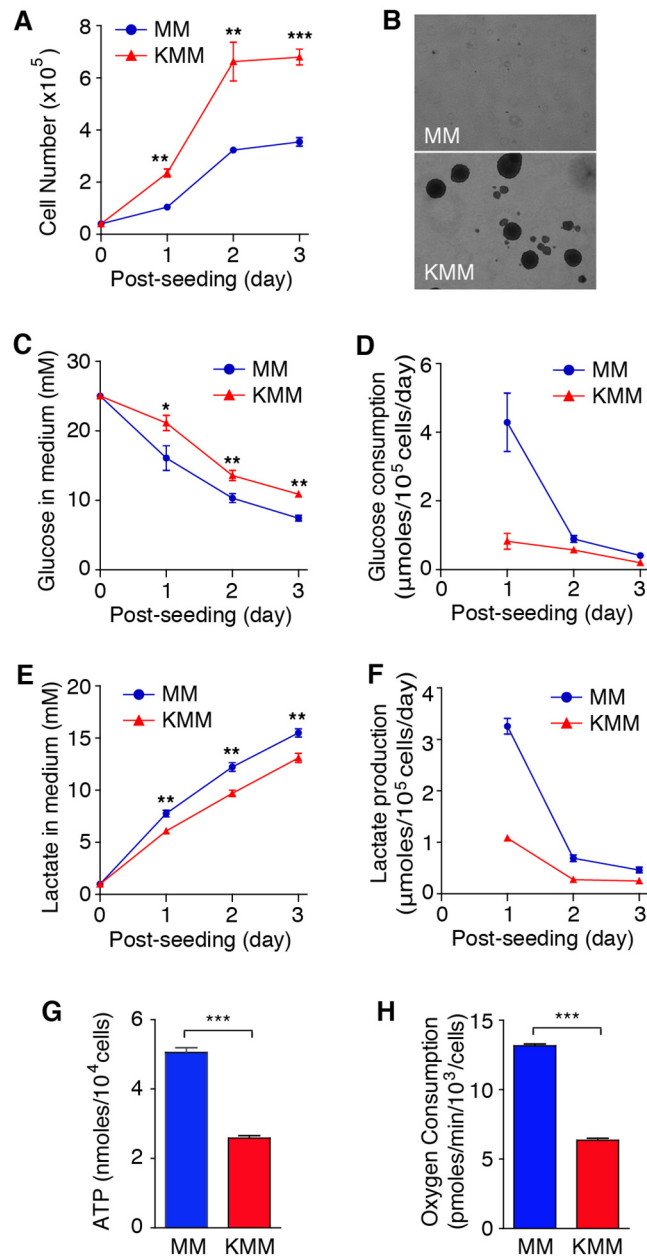 A
MM
KMM
**
**
***
Cell Number (x10⁵)
8
6
4
2
0
0 1 2 3
Post-seeding (day)
B
MM
KMM
C
MM
KMM
*
**
**
Glucose in medium (mM)
30
20
10
0
0 1 2 3
Post-seeding (day)
D
MM
KMM
Glucose consumption
(μmoles/10⁵ cells/day)
6
4
2
0
0 1 2 3
Post-seeding (day)
E
MM
KMM
**
**
**
Lactate in medium (mM)
20
15
10
5
0
0 1 2 3
Post-seeding (day)
F
MM
KMM
Lactate production
(μmoles/10⁵ cells/day)
4
3
2
1
0
0 1 2 3
Post-seeding (day)
G
***
ATP (nmoles/10⁴cells)
6
4
2
0
MM KMM
H
***
Oxygen Consumption
(pmoles/min/10³/cells)
15
10
5
0
MM KMM